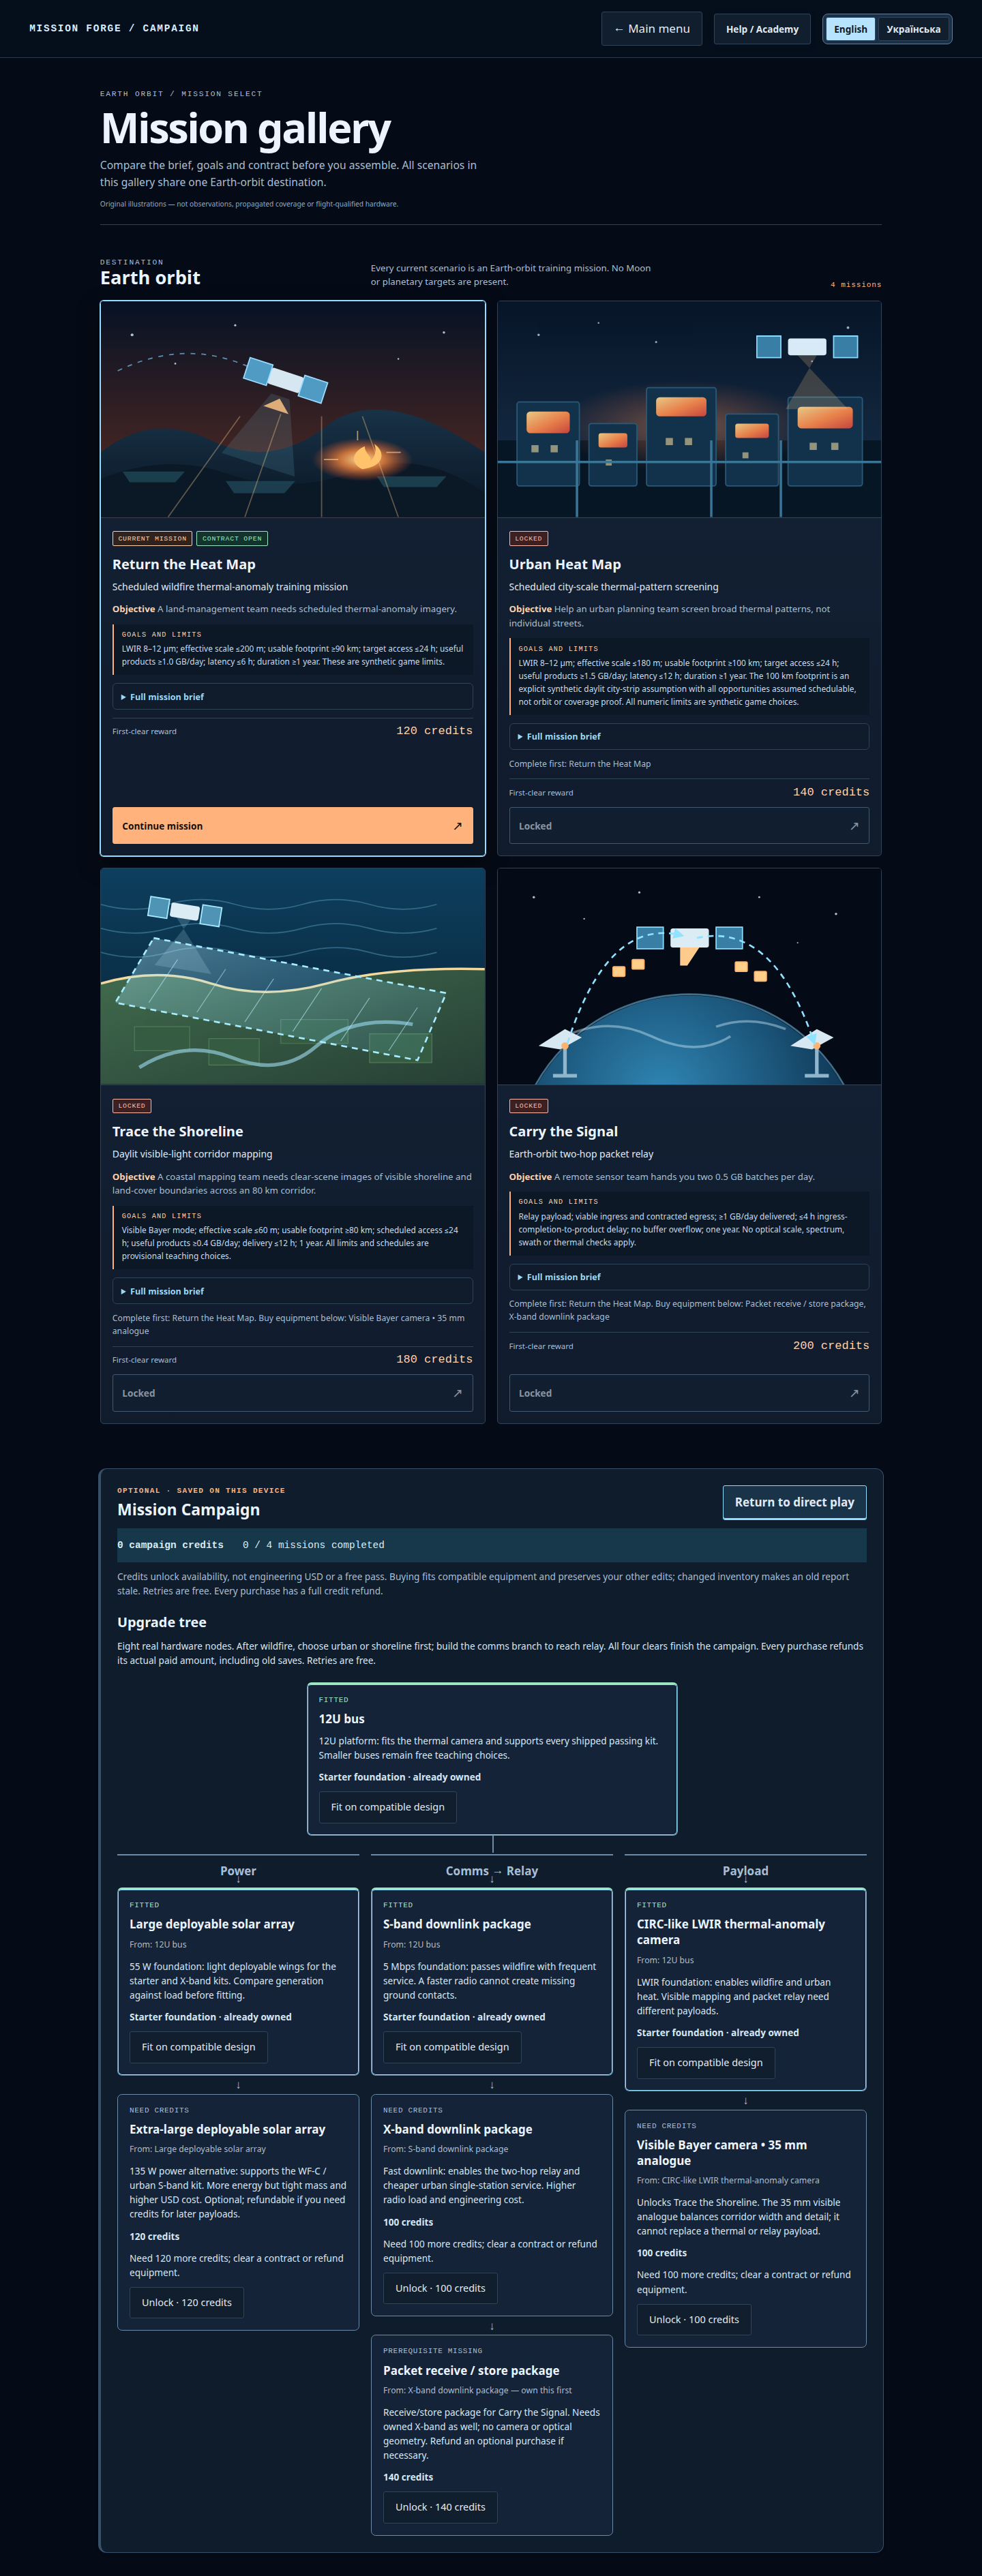 MISSION FORGE / CAMPAIGN
← Main menu
Help / Academy
English
Українська
EARTH ORBIT / MISSION SELECT
Mission gallery
Compare the brief, goals and contract before you assemble. All scenarios in
this gallery share one Earth-orbit destination.
Original illustrations — not observations, propagated coverage or flight-qualified hardware.
DESTINATION
Earth orbit
Every current scenario is an Earth-orbit training mission. No Moon
or planetary targets are present.
4 missions
CURRENT MISSION
CONTRACT OPEN
Return the Heat Map
Scheduled wildfire thermal-anomaly training mission
Objective A land-management team needs scheduled thermal-anomaly imagery.
GOALS AND LIMITS
LWIR 8–12 μm; effective scale ≤200 m; usable footprint ≥90 km; target access ≤24 h; useful
products ≥1.0 GB/day; latency ≤6 h; duration ≥1 year. These are synthetic game limits.
▶ Full mission brief
First-clear reward
120 credits
Continue mission ↗
LOCKED
Urban Heat Map
Scheduled city-scale thermal-pattern screening
Objective Help an urban planning team screen broad thermal patterns, not
individual streets.
GOALS AND LIMITS
LWIR 8–12 μm; effective scale ≤180 m; usable footprint ≥100 km; target access ≤24 h;
useful products ≥1.5 GB/day; latency ≤12 h; duration ≥1 year. The 100 km footprint is an
explicit synthetic daylit city-strip assumption with all opportunities assumed schedulable,
not orbit or coverage proof. All numeric limits are synthetic game choices.
▶ Full mission brief
Complete first: Return the Heat Map
First-clear reward
140 credits
Locked ↗
LOCKED
Trace the Shoreline
Daylit visible-light corridor mapping
Objective A coastal mapping team needs clear-scene images of visible shoreline and
land-cover boundaries across an 80 km corridor.
GOALS AND LIMITS
Visible Bayer mode; effective scale ≤60 m; usable footprint ≥80 km; scheduled access ≤24
h; useful products ≥0.4 GB/day; delivery ≤12 h; 1 year. All limits and schedules are
provisional teaching choices.
▶ Full mission brief
Complete first: Return the Heat Map. Buy equipment below: Visible Bayer camera • 35 mm
analogue
First-clear reward
180 credits
Locked ↗
LOCKED
Carry the Signal
Earth-orbit two-hop packet relay
Objective A remote sensor team hands you two 0.5 GB batches per day.
GOALS AND LIMITS
Relay payload; viable ingress and contracted egress; ≥1 GB/day delivered; ≤4 h ingress-
completion-to-product delay; no buffer overflow; one year. No optical scale, spectrum,
swath or thermal checks apply.
▶ Full mission brief
Complete first: Return the Heat Map. Buy equipment below: Packet receive / store package,
X-band downlink package
First-clear reward
200 credits
Locked ↗
OPTIONAL · SAVED ON THIS DEVICE
Mission Campaign
Return to direct play
0 campaign credits 0 / 4 missions completed
Credits unlock availability, not engineering USD or a free pass. Buying fits compatible equipment and preserves your other edits; changed inventory makes an old report
stale. Retries are free. Every purchase has a full credit refund.
Upgrade tree
Eight real hardware nodes. After wildfire, choose urban or shoreline first; build the comms branch to reach relay. All four clears finish the campaign. Every purchase refunds
its actual paid amount, including old saves. Retries are free.
FITTED
12U bus
12U platform: fits the thermal camera and supports every shipped passing kit.
Smaller buses remain free teaching choices.
Starter foundation · already owned
Fit on compatible design
Power
↓
FITTED
Large deployable solar array
From: 12U bus
55 W foundation: light deployable wings for the
starter and X-band kits. Compare generation
against load before fitting.
Starter foundation · already owned
Fit on compatible design
↓
NEED CREDITS
Extra-large deployable solar array
From: Large deployable solar array
135 W power alternative: supports the WF-C /
urban S-band kit. More energy but tight mass and
higher USD cost. Optional; refundable if you need
credits for later payloads.
120 credits
Need 120 more credits; clear a contract or refund
equipment.
Unlock · 120 credits
Comms → Relay
↓
FITTED
S-band downlink package
From: 12U bus
5 Mbps foundation: passes wildfire with frequent
service. A faster radio cannot create missing
ground contacts.
Starter foundation · already owned
Fit on compatible design
↓
NEED CREDITS
X-band downlink package
From: S-band downlink package
Fast downlink: enables the two-hop relay and
cheaper urban single-station service. Higher
radio load and engineering cost.
100 credits
Need 100 more credits; clear a contract or refund
equipment.
Unlock · 100 credits
↓
PREREQUISITE MISSING
Packet receive / store package
From: X-band downlink package — own this first
Receive/store package for Carry the Signal. Needs
owned X-band as well; no camera or optical
geometry. Refund an optional purchase if
necessary.
140 credits
Unlock · 140 credits
Payload
↓
FITTED
CIRC-like LWIR thermal-anomaly
camera
From: 12U bus
LWIR foundation: enables wildfire and urban
heat. Visible mapping and packet relay need
different payloads.
Starter foundation · already owned
Fit on compatible design
↓
NEED CREDITS
Visible Bayer camera • 35 mm
analogue
From: CIRC-like LWIR thermal-anomaly camera
Unlocks Trace the Shoreline. The 35 mm visible
analogue balances corridor width and detail; it
cannot replace a thermal or relay payload.
100 credits
Need 100 more credits; clear a contract or refund
equipment.
Unlock · 100 credits